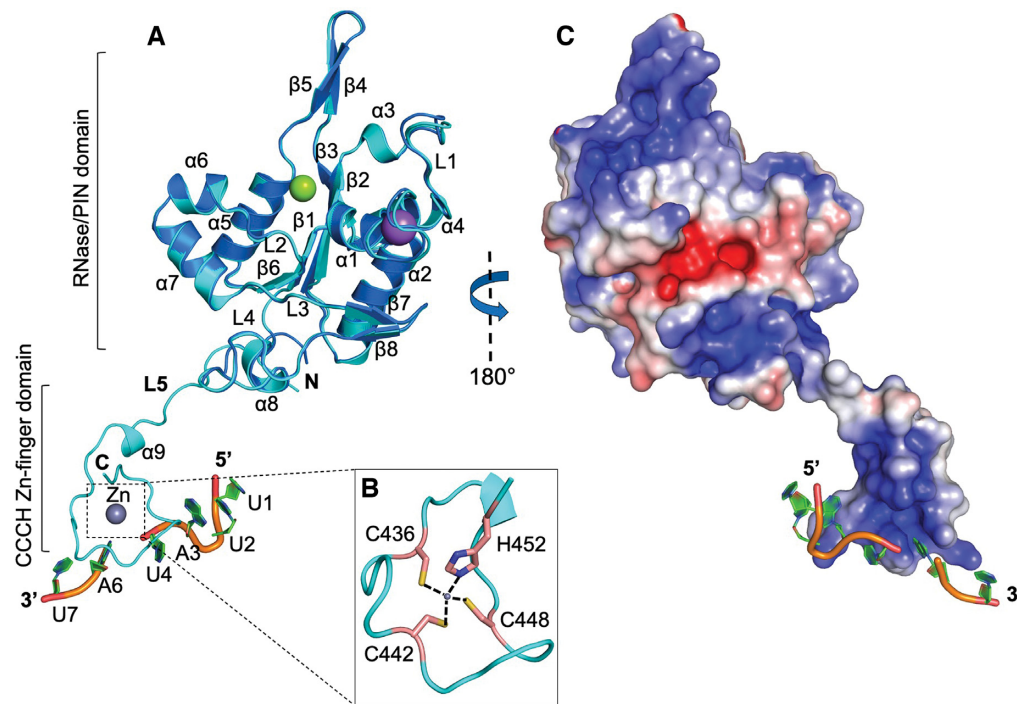 A
C
RNase/PIN domain
CCCH Zn-finger domain
β5
β4
α3
β3
L1
α6
β2
α5
β1
α4
L2
α1
β6
α2
α7
L3
β7
L4
β8
180°
L5
N
α8
α9
C
5’
Zn
U1
A3
U2
U4
A6
3’
U7
B
C436
H452
C442
C448
5’
3